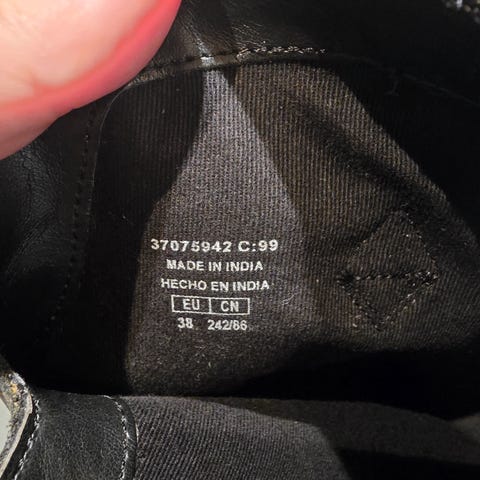 37075942 C:99
MADE IN INDIA
HECHO EN INDIA
EU CN
38 242/86